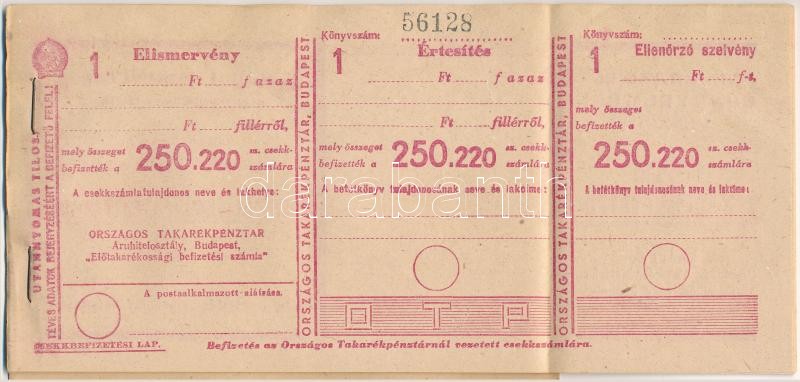 UTÁNNYOMÁS TILOS!
TÉVES ADATOK BEJEGYZÉSÉÉRT A BEFIZETŐ FELEL!
1 Elismervény
Ft f azaz
Ft fillérről,
mely összeget
befizették a 250.220 sz. csekk-
számlára
A csekkszámlatulajdonos neve és lakhelye:
ORSZÁGOS TAKARÉKPÉNZTÁR
Áruhitelosztály, Budapest,
„Előtakarékossági befizetési számla”
A postaalkalmazott aláírása.
CSEKKBEFIZETÉSI LAP.
ORSZÁGOS TAKARÉKPÉNZTÁR, BUDAPEST
Könyvszám: 56128
1 Értesítés
Ft f azaz
Ft fillérről,
mely összeget
befizették a 250.220 sz. csekk-
számlára
A betétkönyv tulajdonosának neve és lakcíme:
OTP
ORSZÁGOS TAKARÉKPÉNZTÁR, BUDAPEST
Könyvszám:
1 Ellenőrző szelvény
Ft f-t,
mely összeget
befizették a 250.220 sz. csekk-
számlára
A betétkönyv tulajdonosának neve és lakcíme:
Befizetés az Országos Takarékpénztárnál vezetett csekkszámlára.
darabanth